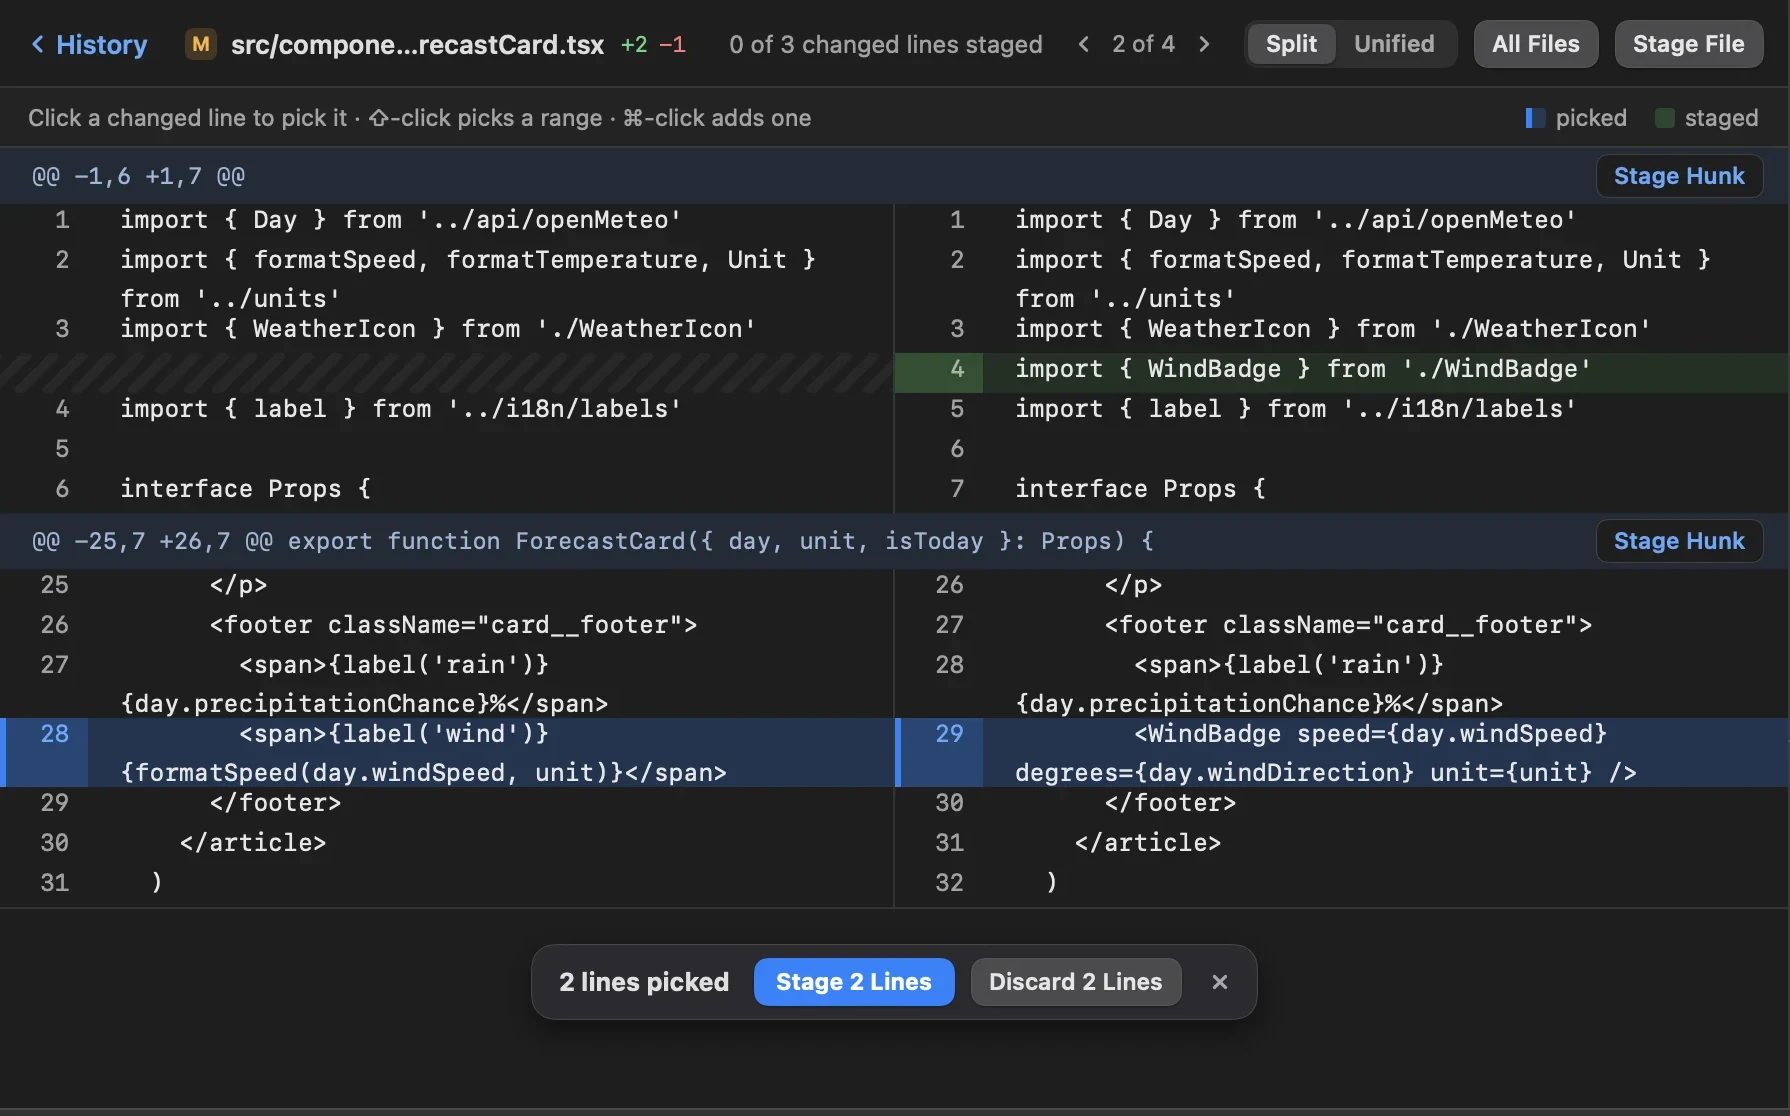 History M src/compone...recastCard.tsx +2 −1 0 of 3 changed lines staged 2 of 4 Split Unified All Files Stage File
Click a changed line to pick it · ⇧-click picks a range · ⌘-click adds one picked staged
@@ −1,6 +1,7 @@ Stage Hunk
1 import { Day } from '../api/openMeteo' 1 import { Day } from '../api/openMeteo'
2 import { formatSpeed, formatTemperature, Unit } 2 import { formatSpeed, formatTemperature, Unit }
from '../units' from '../units'
3 import { WeatherIcon } from './WeatherIcon' 3 import { WeatherIcon } from './WeatherIcon'
4 import { WindBadge } from './WindBadge'
4 import { label } from '../i18n/labels' 5 import { label } from '../i18n/labels'
5 6
6 interface Props { 7 interface Props {
@@ −25,7 +26,7 @@ export function ForecastCard({ day, unit, isToday }: Props) { Stage Hunk
25 </p> 26 </p>
26 <footer className="card__footer"> 27 <footer className="card__footer">
27 <span>{label('rain')} 28 <span>{label('rain')}
{day.precipitationChance}%</span> {day.precipitationChance}%</span>
28 <span>{label('wind')} 29 <WindBadge speed={day.windSpeed}
{formatSpeed(day.windSpeed, unit)}</span> degrees={day.windDirection} unit={unit} />
29 </footer> 30 </footer>
30 </article> 31 </article>
31 ) 32 )
2 lines picked Stage 2 Lines Discard 2 Lines ×